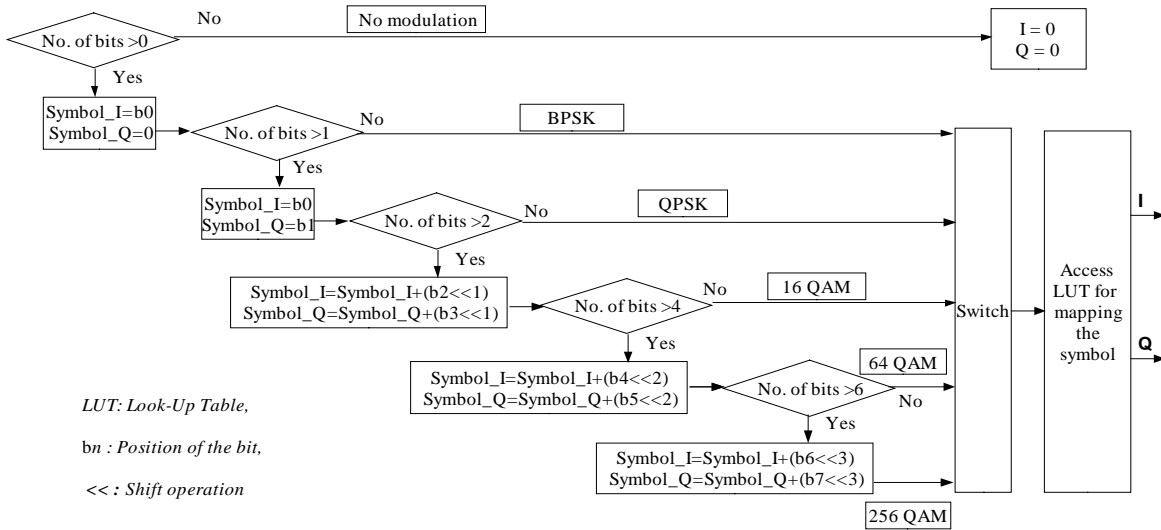 No
No modulation
No. of bits >0
I = 0
Q = 0
Yes
Symbol_I=b0
Symbol_Q=0
No. of bits >1
No
BPSK
Yes
Symbol_I=b0
Symbol_Q=b1
No. of bits >2
No
QPSK
Yes
Symbol_I=Symbol_I+(b2<<1)
Symbol_Q=Symbol_Q+(b3<<1)
No. of bits >4
No
16 QAM
Yes
Symbol_I=Symbol_I+(b4<<2)
Symbol_Q=Symbol_Q+(b5<<2)
No. of bits >6
64 QAM
No
Yes
Symbol_I=Symbol_I+(b6<<3)
Symbol_Q=Symbol_Q+(b7<<3)
256 QAM
Switch
Access
LUT for
mapping
the
symbol
I
Q
LUT: Look-Up Table,
bn : Position of the bit,
<< : Shift operation